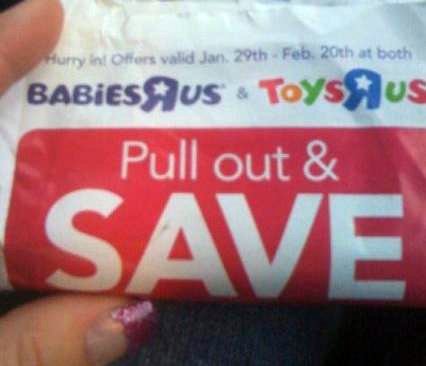 Hurry in! Offers valid Jan. 29th - Feb. 20th at both
BABiES R US & TOYS R US
Pull out &
SAVE